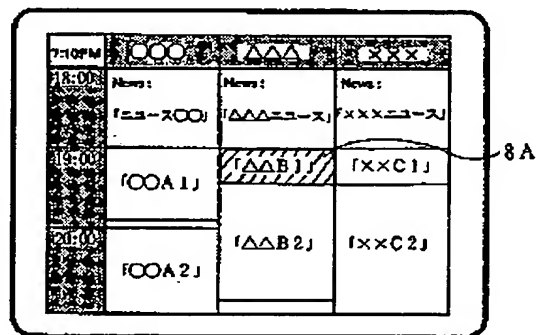 7:10PM ○○○ △△△ ×××
18:00 News: News: News:
「ニュース○○」 「△△△ニュース」 「×××ニュース」
8A
19:00 「○○A1」 「△△B1」 「××C1」
20:00 「○○A2」 「△△B2」 「××C2」